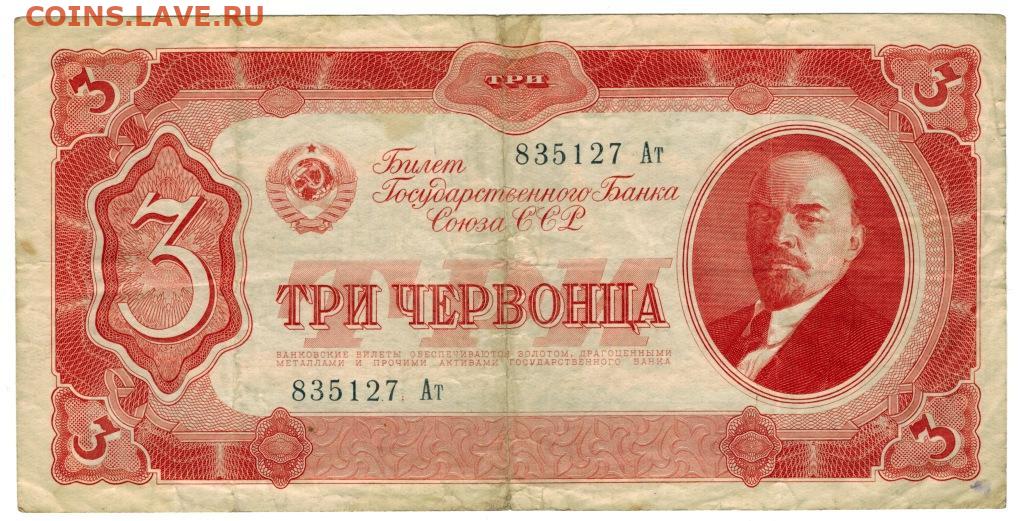 COINS.LAVE.RU
3 ТРИ 3
835127 Ат
Билет
Государственного Банка
Союза ССР
3
ТРИ
ТРИ ЧЕРВОНЦА
БАНКОВСКИЕ БИЛЕТЫ ОБЕСПЕЧИВАЮТСЯ ЗОЛОТОМ, ДРАГОЦЕННЫМИ
МЕТАЛЛАМИ И ПРОЧИМИ АКТИВАМИ ГОСУДАРСТВЕННОГО БАНКА
835127 Ат
3 3